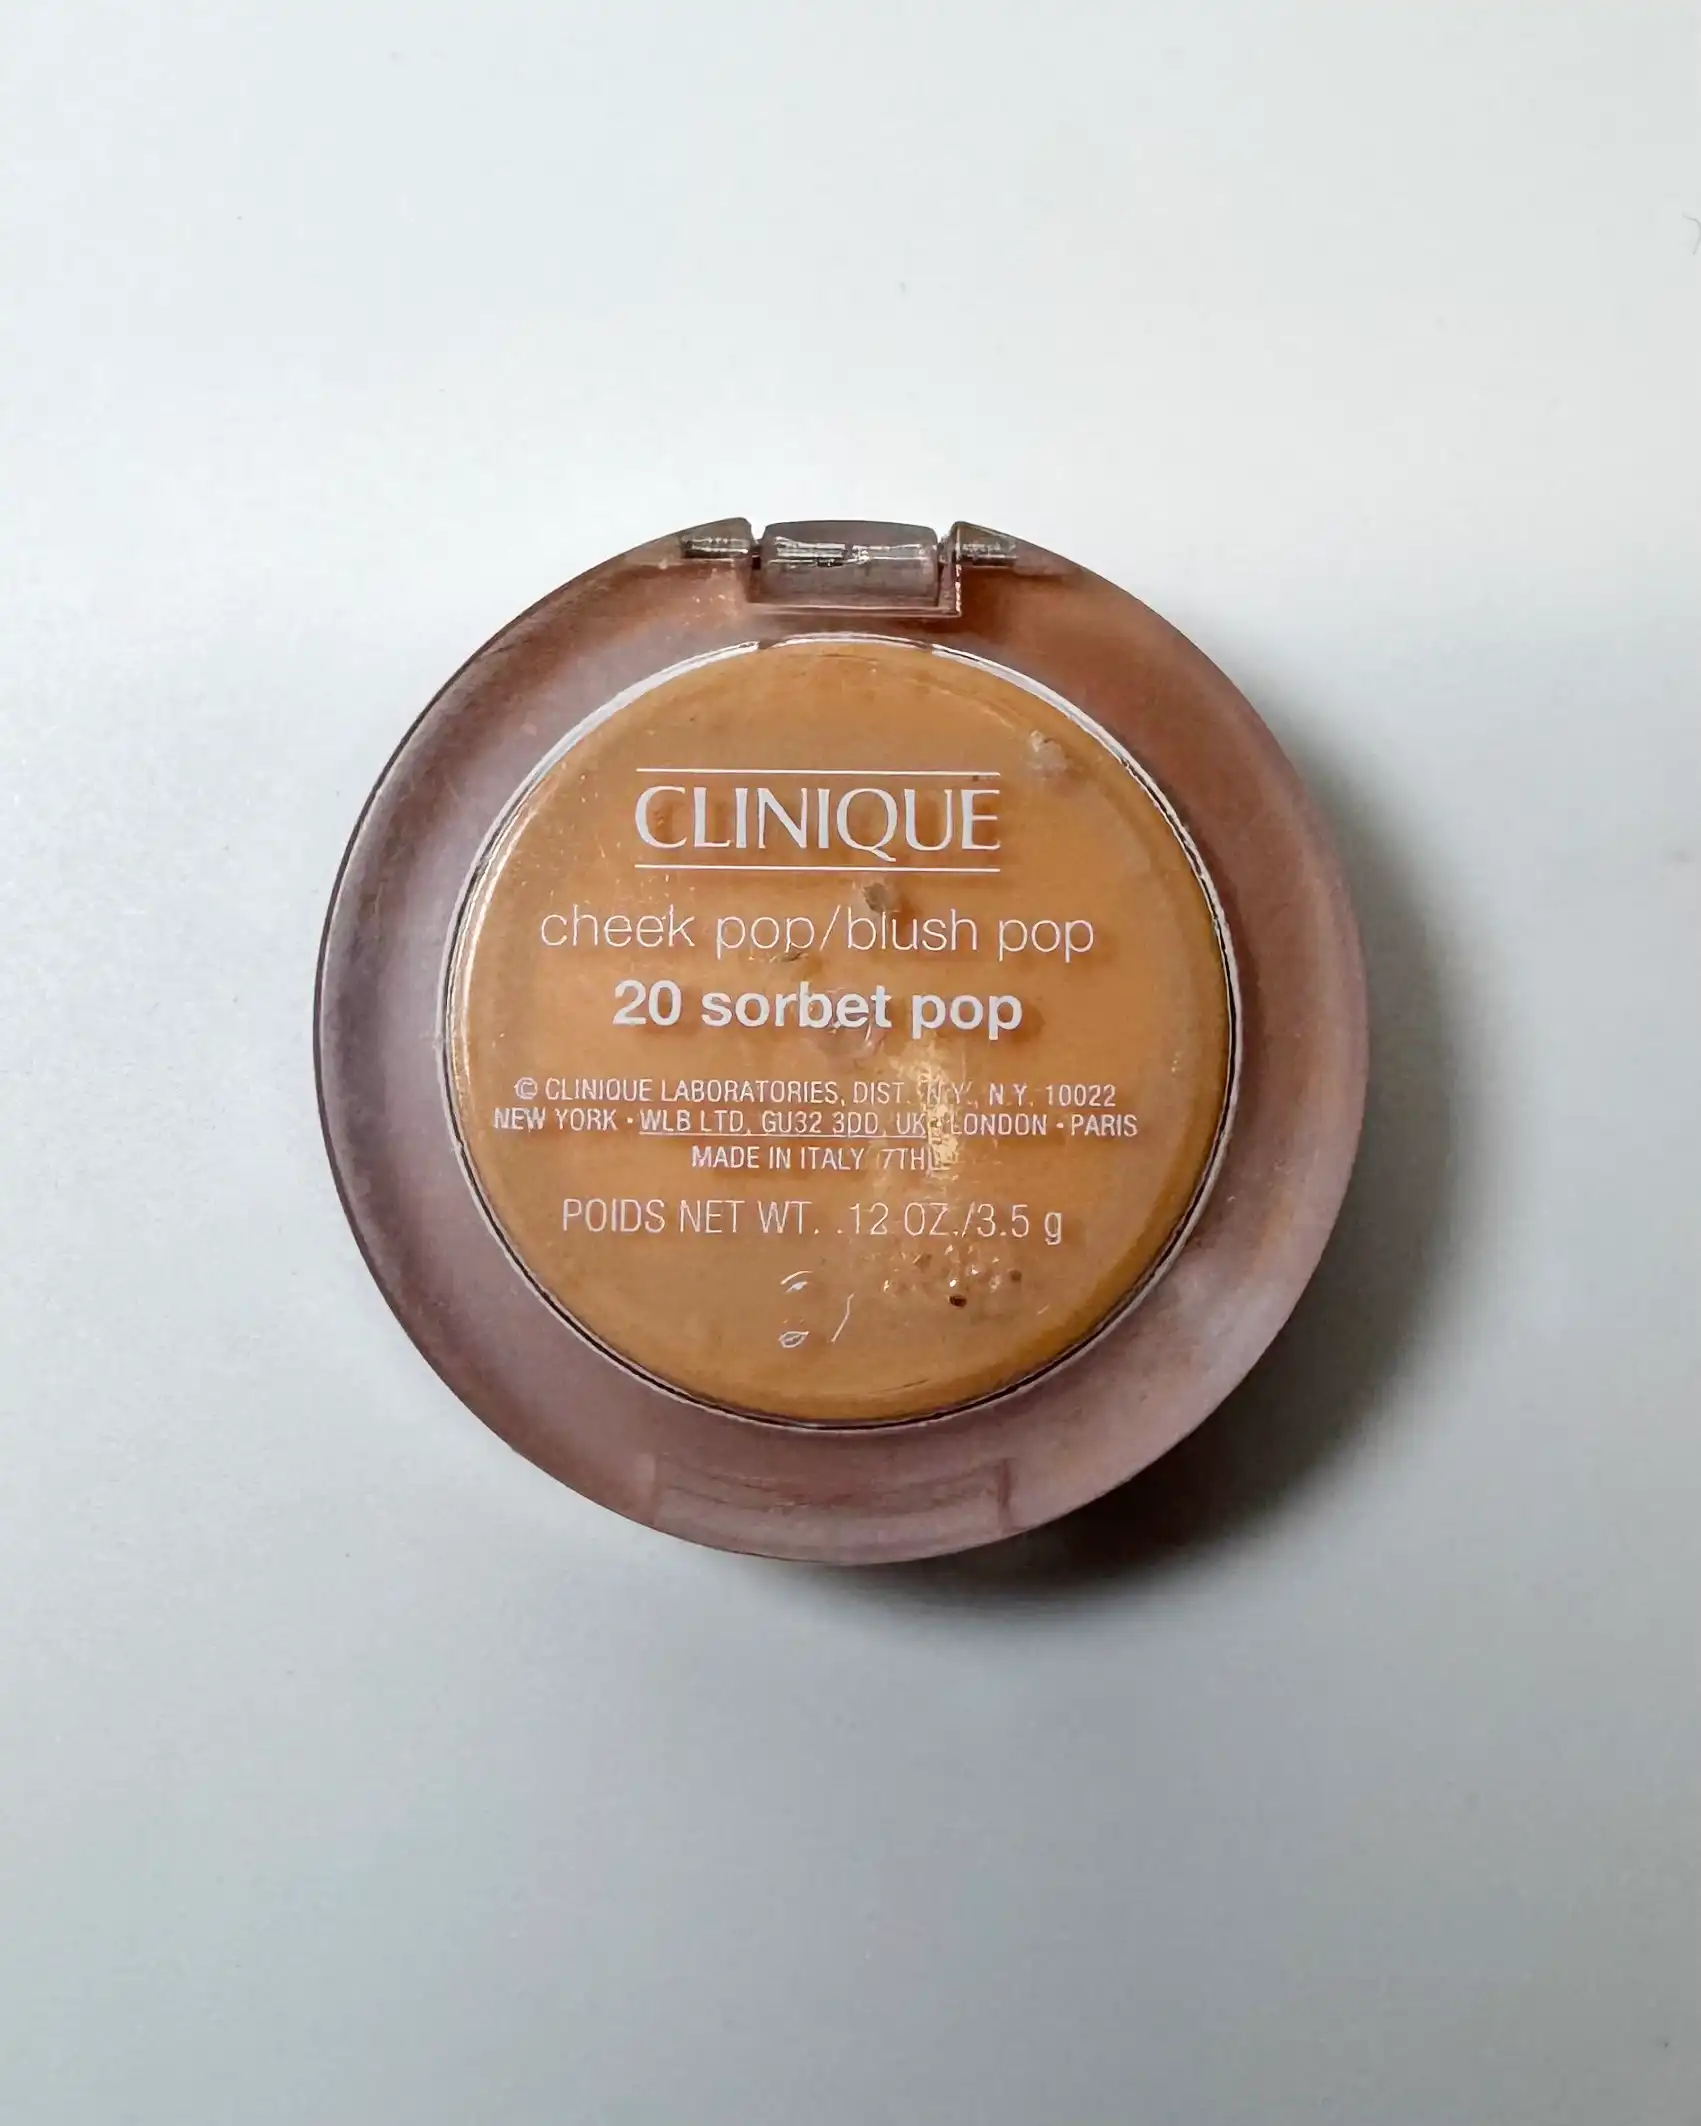 CLINIQUE
cheek pop/blush pop
20 sorbet pop
© CLINIQUE LABORATORIES, DIST. N.Y., N.Y. 10022
NEW YORK • WLB LTD, GU32 3DD, UK • LONDON • PARIS
MADE IN ITALY 7TH
POIDS NET WT. .12 OZ./3.5 g